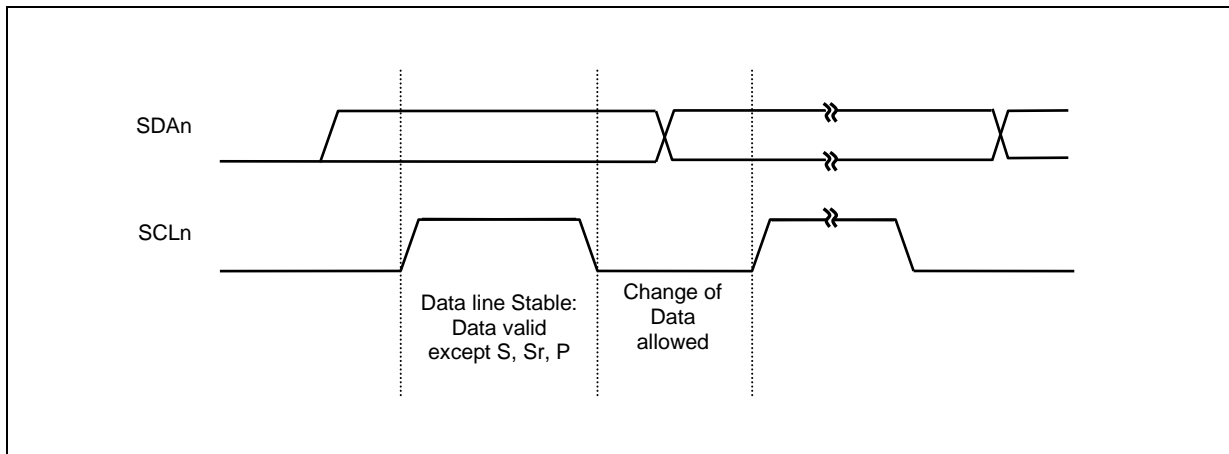 SDAn
SCLn
Data line Stable:
Data valid
except S, Sr, P
Change of
Data
allowed